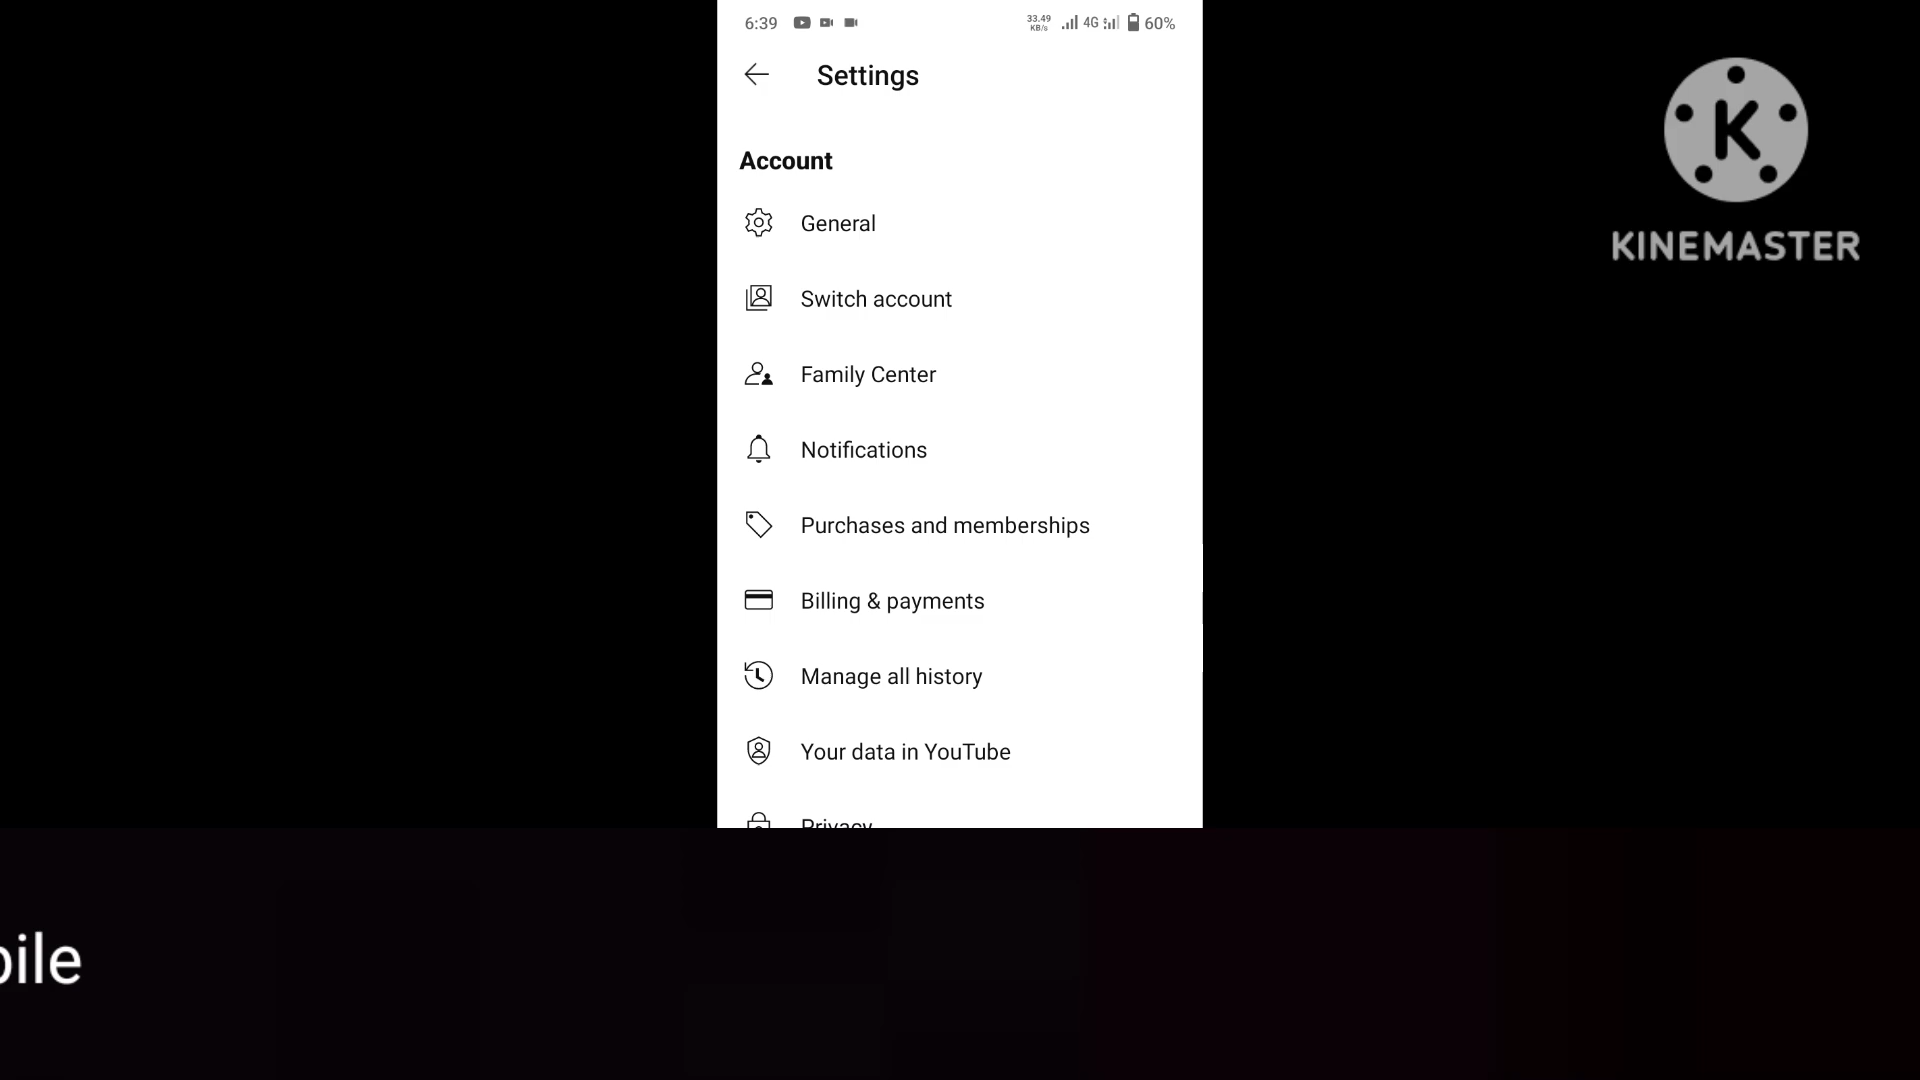 6:39
33.49
KB/s
4G
60%
Settings
Account
General
Switch account
Family Center
Notifications
Purchases and memberships
Billing & payments
Manage all history
Your data in YouTube
Privacy
K
KINEMASTER